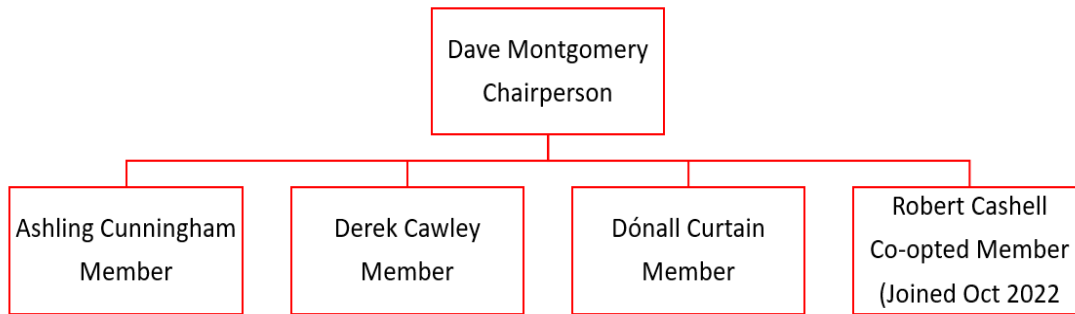 Dave Montgomery
Chairperson
Ashling Cunningham
Member
Derek Cawley
Member
Dónall Curtain
Member
Robert Cashell
Co-opted Member
(Joined Oct 2022